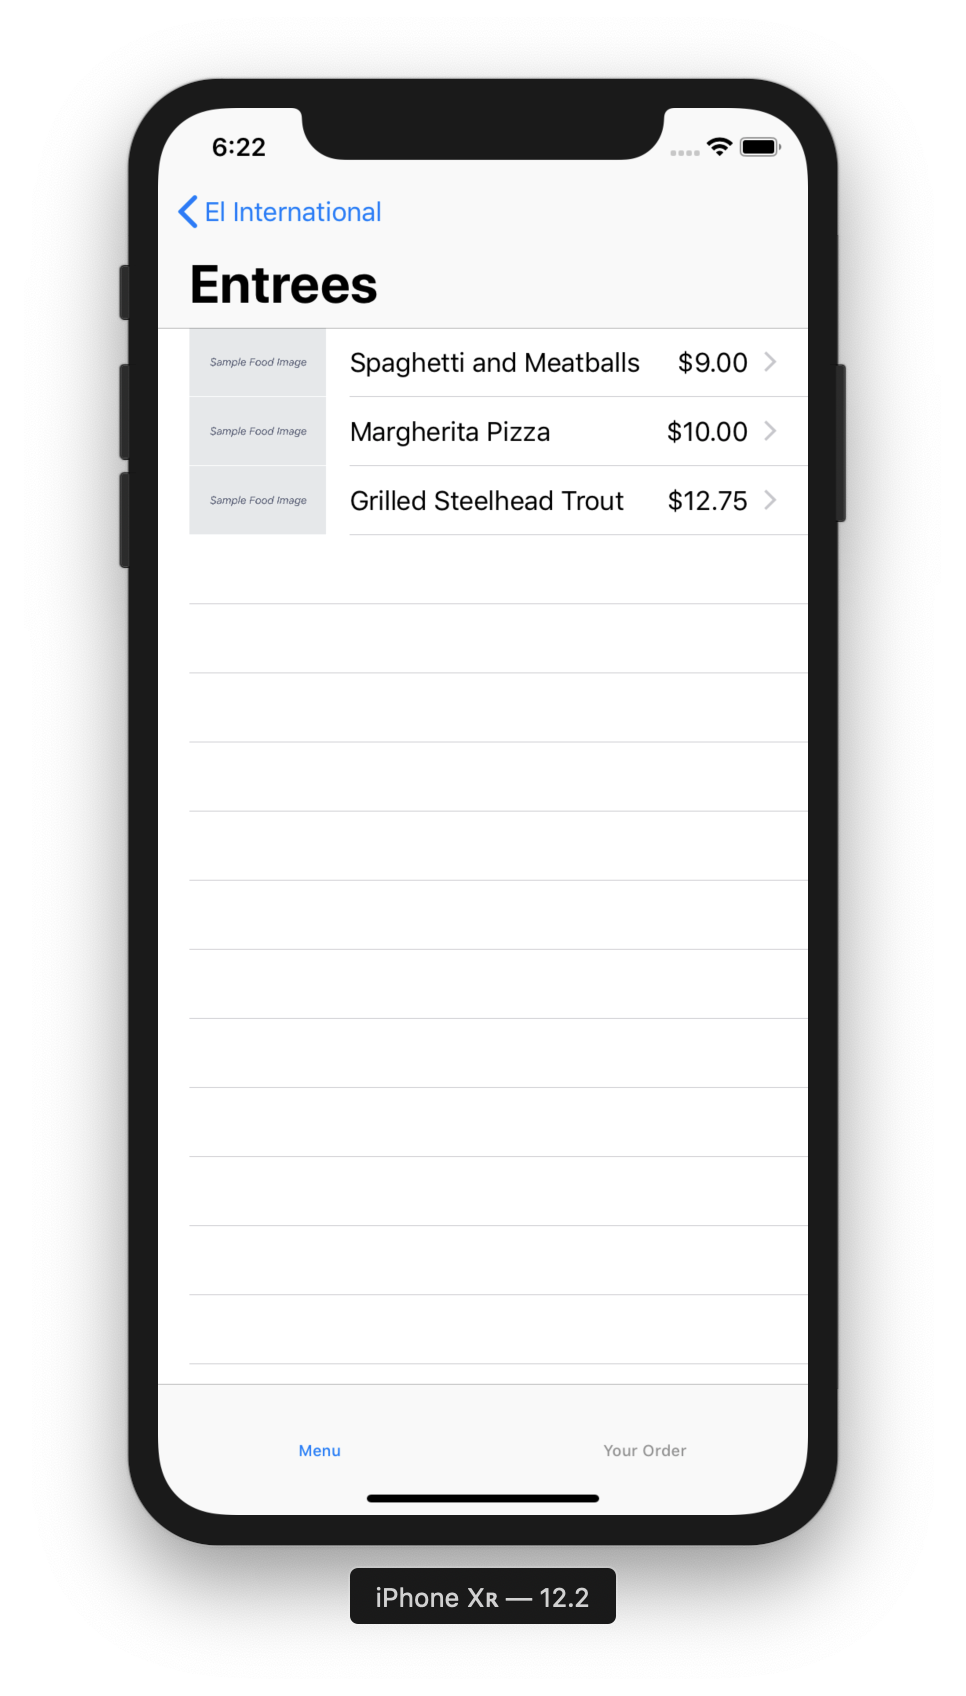 6:22
El International
Entrees
Sample Food Image Spaghetti and Meatballs $9.00
Sample Food Image Margherita Pizza $10.00
Sample Food Image Grilled Steelhead Trout $12.75
Menu Your Order
iPhone Xʀ — 12.2